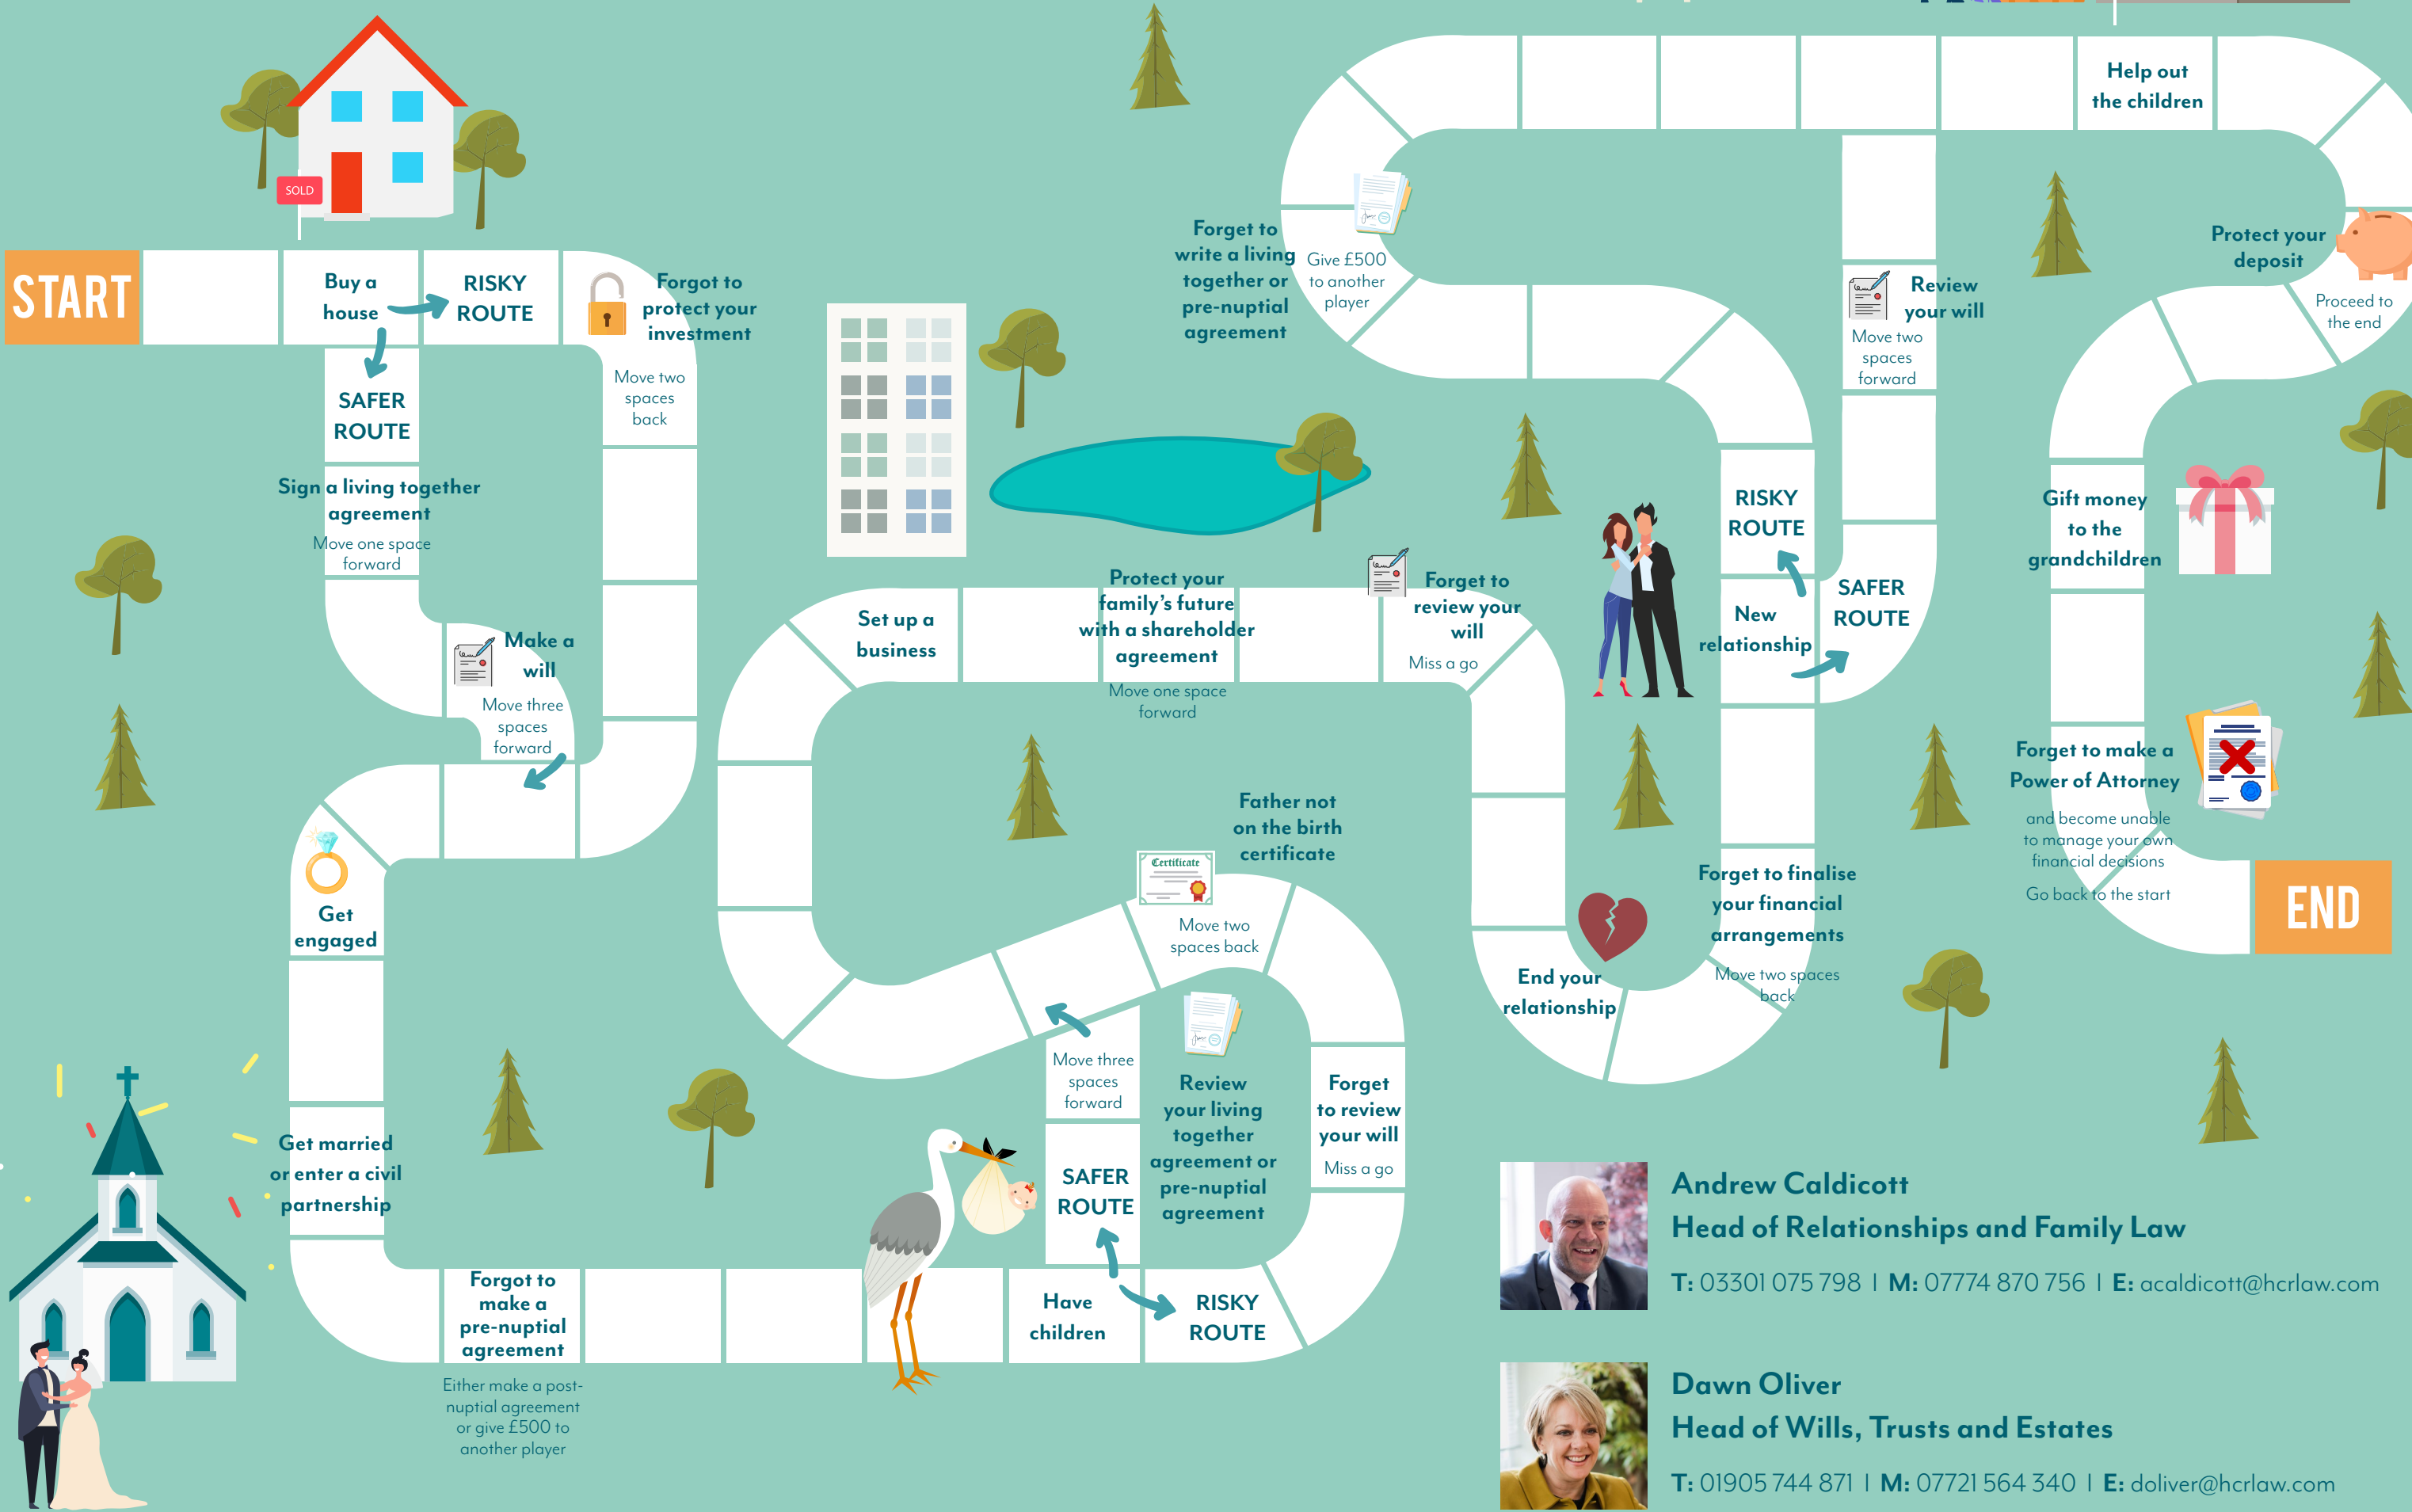 START
Buy a
house
RISKY
ROUTE
SOLD
Forgot to
protect your
investment
Move two
spaces
back
SAFER
ROUTE
Sign a living together
agreement
Move one space
forward
Make a
will
Move three
spaces
forward
Get
engaged
Get married
or enter a civil
partnership
Forgot to
make a
pre-nuptial
agreement
Either make a post-
nuptial agreement
or give £500 to
another player
Have
children
SAFER
ROUTE
Move three
spaces
forward
Review
your living
together
agreement or
pre-nuptial
agreement
RISKY
ROUTE
Forget
to review
your will
Miss a go
Father not
on the birth
certificate
Certificate
Move two
spaces back
Set up a
business
Protect your
family's future
with a shareholder
agreement
Move one space
forward
Forget to
review your
will
Miss a go
End your
relationship
Forget to finalise
your financial
arrangements
Move two spaces
back
New
relationship
RISKY
ROUTE
SAFER
ROUTE
Forget to
write a living
together or
pre-nuptial
agreement
Give £500
to another
player
Review
your will
Move two
spaces
forward
Help out
the children
Protect your
deposit
Proceed to
the end
Gift money
to the
grandchildren
Forget to make a
Power of Attorney
and become unable
to manage your own
financial decisions
Go back to the start
END
Andrew Caldicott
Head of Relationships and Family Law
T: 03301 075 798 | M: 07774 870 756 | E: acaldicott@hcrlaw.com
Dawn Oliver
Head of Wills, Trusts and Estates
T: 01905 744 871 | M: 07721 564 340 | E: doliver@hcrlaw.com